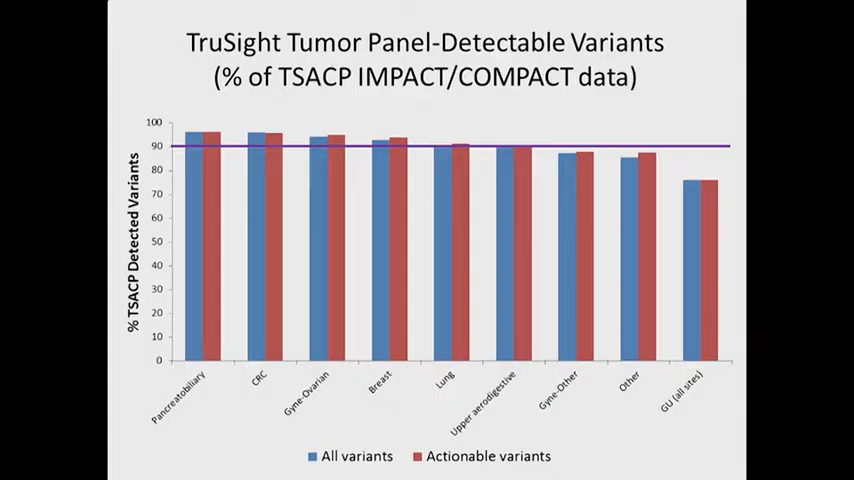 TruSight Tumor Panel-Detectable Variants
(% of TSACP IMPACT/COMPACT data)
% TSACP Detected Variants
100
90
80
70
60
50
40
30
20
10
0
Pancreatobiliary
CRC
Gyne-Ovarian
Breast
Lung
Upper aerodigestive
Gyne-Other
Other
GU (all sites)
All variants
Actionable variants